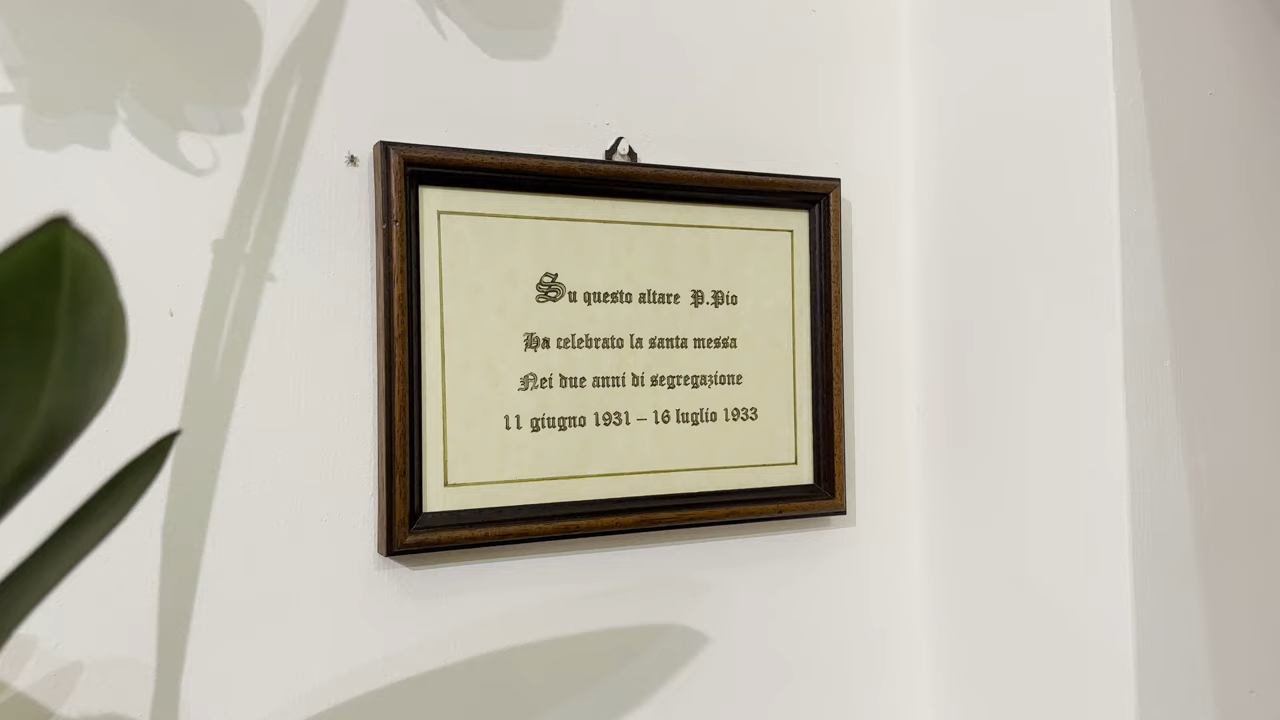 Su questo altare P.Pio
Ha celebrato la santa messa
Nei due anni di segregazione
11 giugno 1931 – 16 luglio 1933